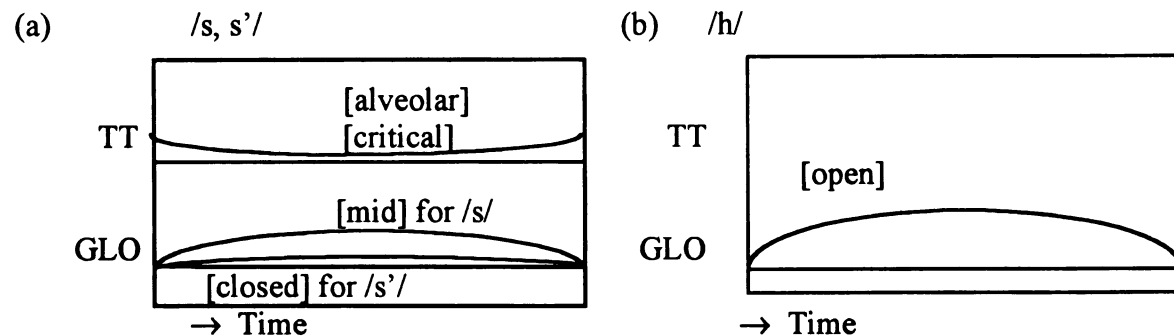 (a) /s, s’/
[alveolar]
TT [critical]
[mid] for /s/
GLO
[closed] for /s’/
→ Time
(b) /h/
TT
[open]
GLO
→ Time